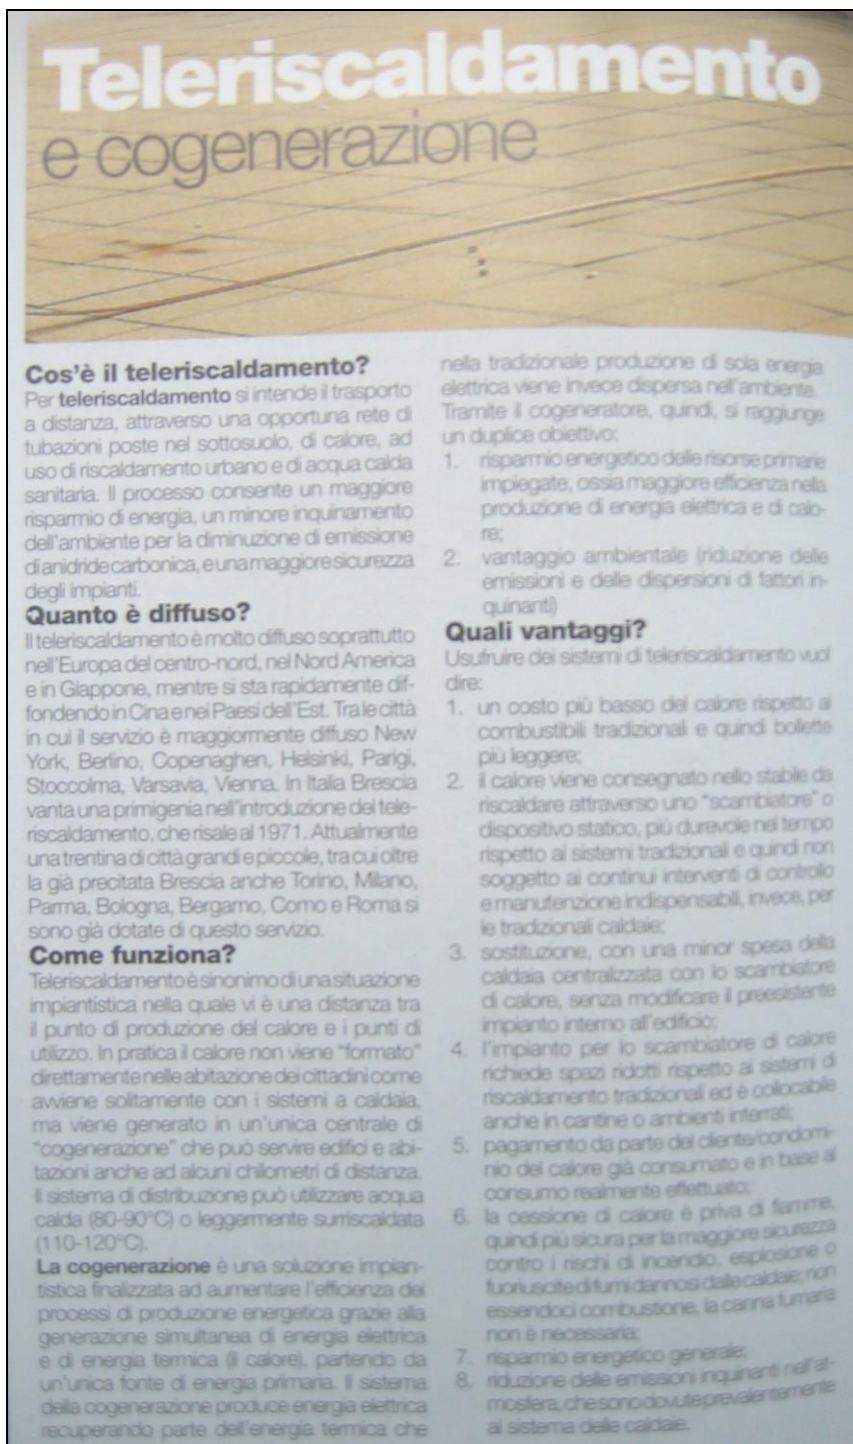 Teleriscaldamento
e cogenerazione
Cos'è il teleriscaldamento?
Per teleriscaldamento si intende il trasporto
a distanza, attraverso una opportuna rete di
tubazioni poste nel sottosuolo, di calore, ad
uso di riscaldamento urbano e di acqua calda
sanitaria. Il processo consente un maggiore
risparmio di energia, un minore inquinamento
dell'ambiente per la diminuzione di emissione
di anidride carbonica, e una maggiore sicurezza
degli impianti.
Quanto è diffuso?
Il teleriscaldamento è molto diffuso soprattutto
nell'Europa del centro-nord, nel Nord America
e in Giappone, mentre si sta rapidamente dif-
fondendo in Cina e nei Paesi dell'Est. Tra le città
in cui il servizio è maggiormente diffuso New
York, Berlino, Copenaghen, Helsinki, Parigi,
Stoccolma, Varsavia, Vienna. In Italia Brescia
vanta una primigenia nell'introduzione del tele-
riscaldamento, che risale al 1971. Attualmente
una trentina di città grandi e piccole, tra cui oltre
la già precitata Brescia anche Torino, Milano,
Parma, Bologna, Bergamo, Como e Roma si
sono già dotate di questo servizio.
Come funziona?
Teleriscaldamento è sinonimo di una situazione
impiantistica nella quale vi è una distanza tra
il punto di produzione del calore e i punti di
utilizzo. In pratica il calore non viene "formato"
direttamente nelle abitazione dei cittadini come
avviene solitamente con i sistemi a caldaia,
ma viene generato in un'unica centrale di
"cogenerazione" che può servire edifici e abi-
tazioni anche ad alcuni chilometri di distanza.
Il sistema di distribuzione può utilizzare acqua
calda (80-90°C) o leggermente surriscaldata
(110-120°C).
La cogenerazione è una soluzione impian-
tistica finalizzata ad aumentare l'efficienza dei
processi di produzione energetica grazie alla
generazione simultanea di energia elettrica
e di energia termica (il calore), partendo da
un'unica fonte di energia primaria. Il sistema
della cogenerazione produce energia elettrica
recuperando parte dell'energia termica che
nella tradizionale produzione di sola energia
elettrica viene invece dispersa nell'ambiente.
Tramite il cogeneratore, quindi, si raggiunge
un duplice obiettivo:
1. risparmio energetico delle risorse primarie
impiegate, ossia maggiore efficienza nella
produzione di energia elettrica e di calo-
re;
2. vantaggio ambientale (riduzione delle
emissioni e delle dispersioni di fattori in-
quinanti)
Quali vantaggi?
Usufruire dei sistemi di teleriscaldamento vuol
dire:
1. un costo più basso del calore rispetto ai
combustibili tradizionali e quindi bollette
più leggere;
2. il calore viene consegnato nello stabile da
riscaldare attraverso uno "scambiatore" o
dispositivo statico, più durevole nel tempo
rispetto ai sistemi tradizionali e quindi non
soggetto ai continui interventi di controllo
e manutenzione indispensabili, invece, per
le tradizionali caldaie;
3. sostituzione, con una minor spesa della
caldaia centralizzata con lo scambiatore
di calore, senza modificare il preesistente
impianto interno all'edificio;
4. l'impianto per lo scambiatore di calore
richiede spazi ridotti rispetto ai sistemi di
riscaldamento tradizionali ed è collocabile
anche in cantine o ambienti interrati;
5. pagamento da parte del cliente/condomi-
nio del calore già consumato e in base al
consumo realmente effettuato;
6. la cessione di calore è priva di fiamme,
quindi più sicura per la maggiore sicurezza
contro i rischi di incendio, esplosione o
fuoriuscite di fumi dannosi dalle caldaie; non
essendoci combustione, la canna fumaria
non è necessaria;
7. risparmio energetico generale;
8. riduzione delle emissioni inquinanti nell'at-
mosfera, che sono dovute prevalentemente
al sistema delle caldaie.